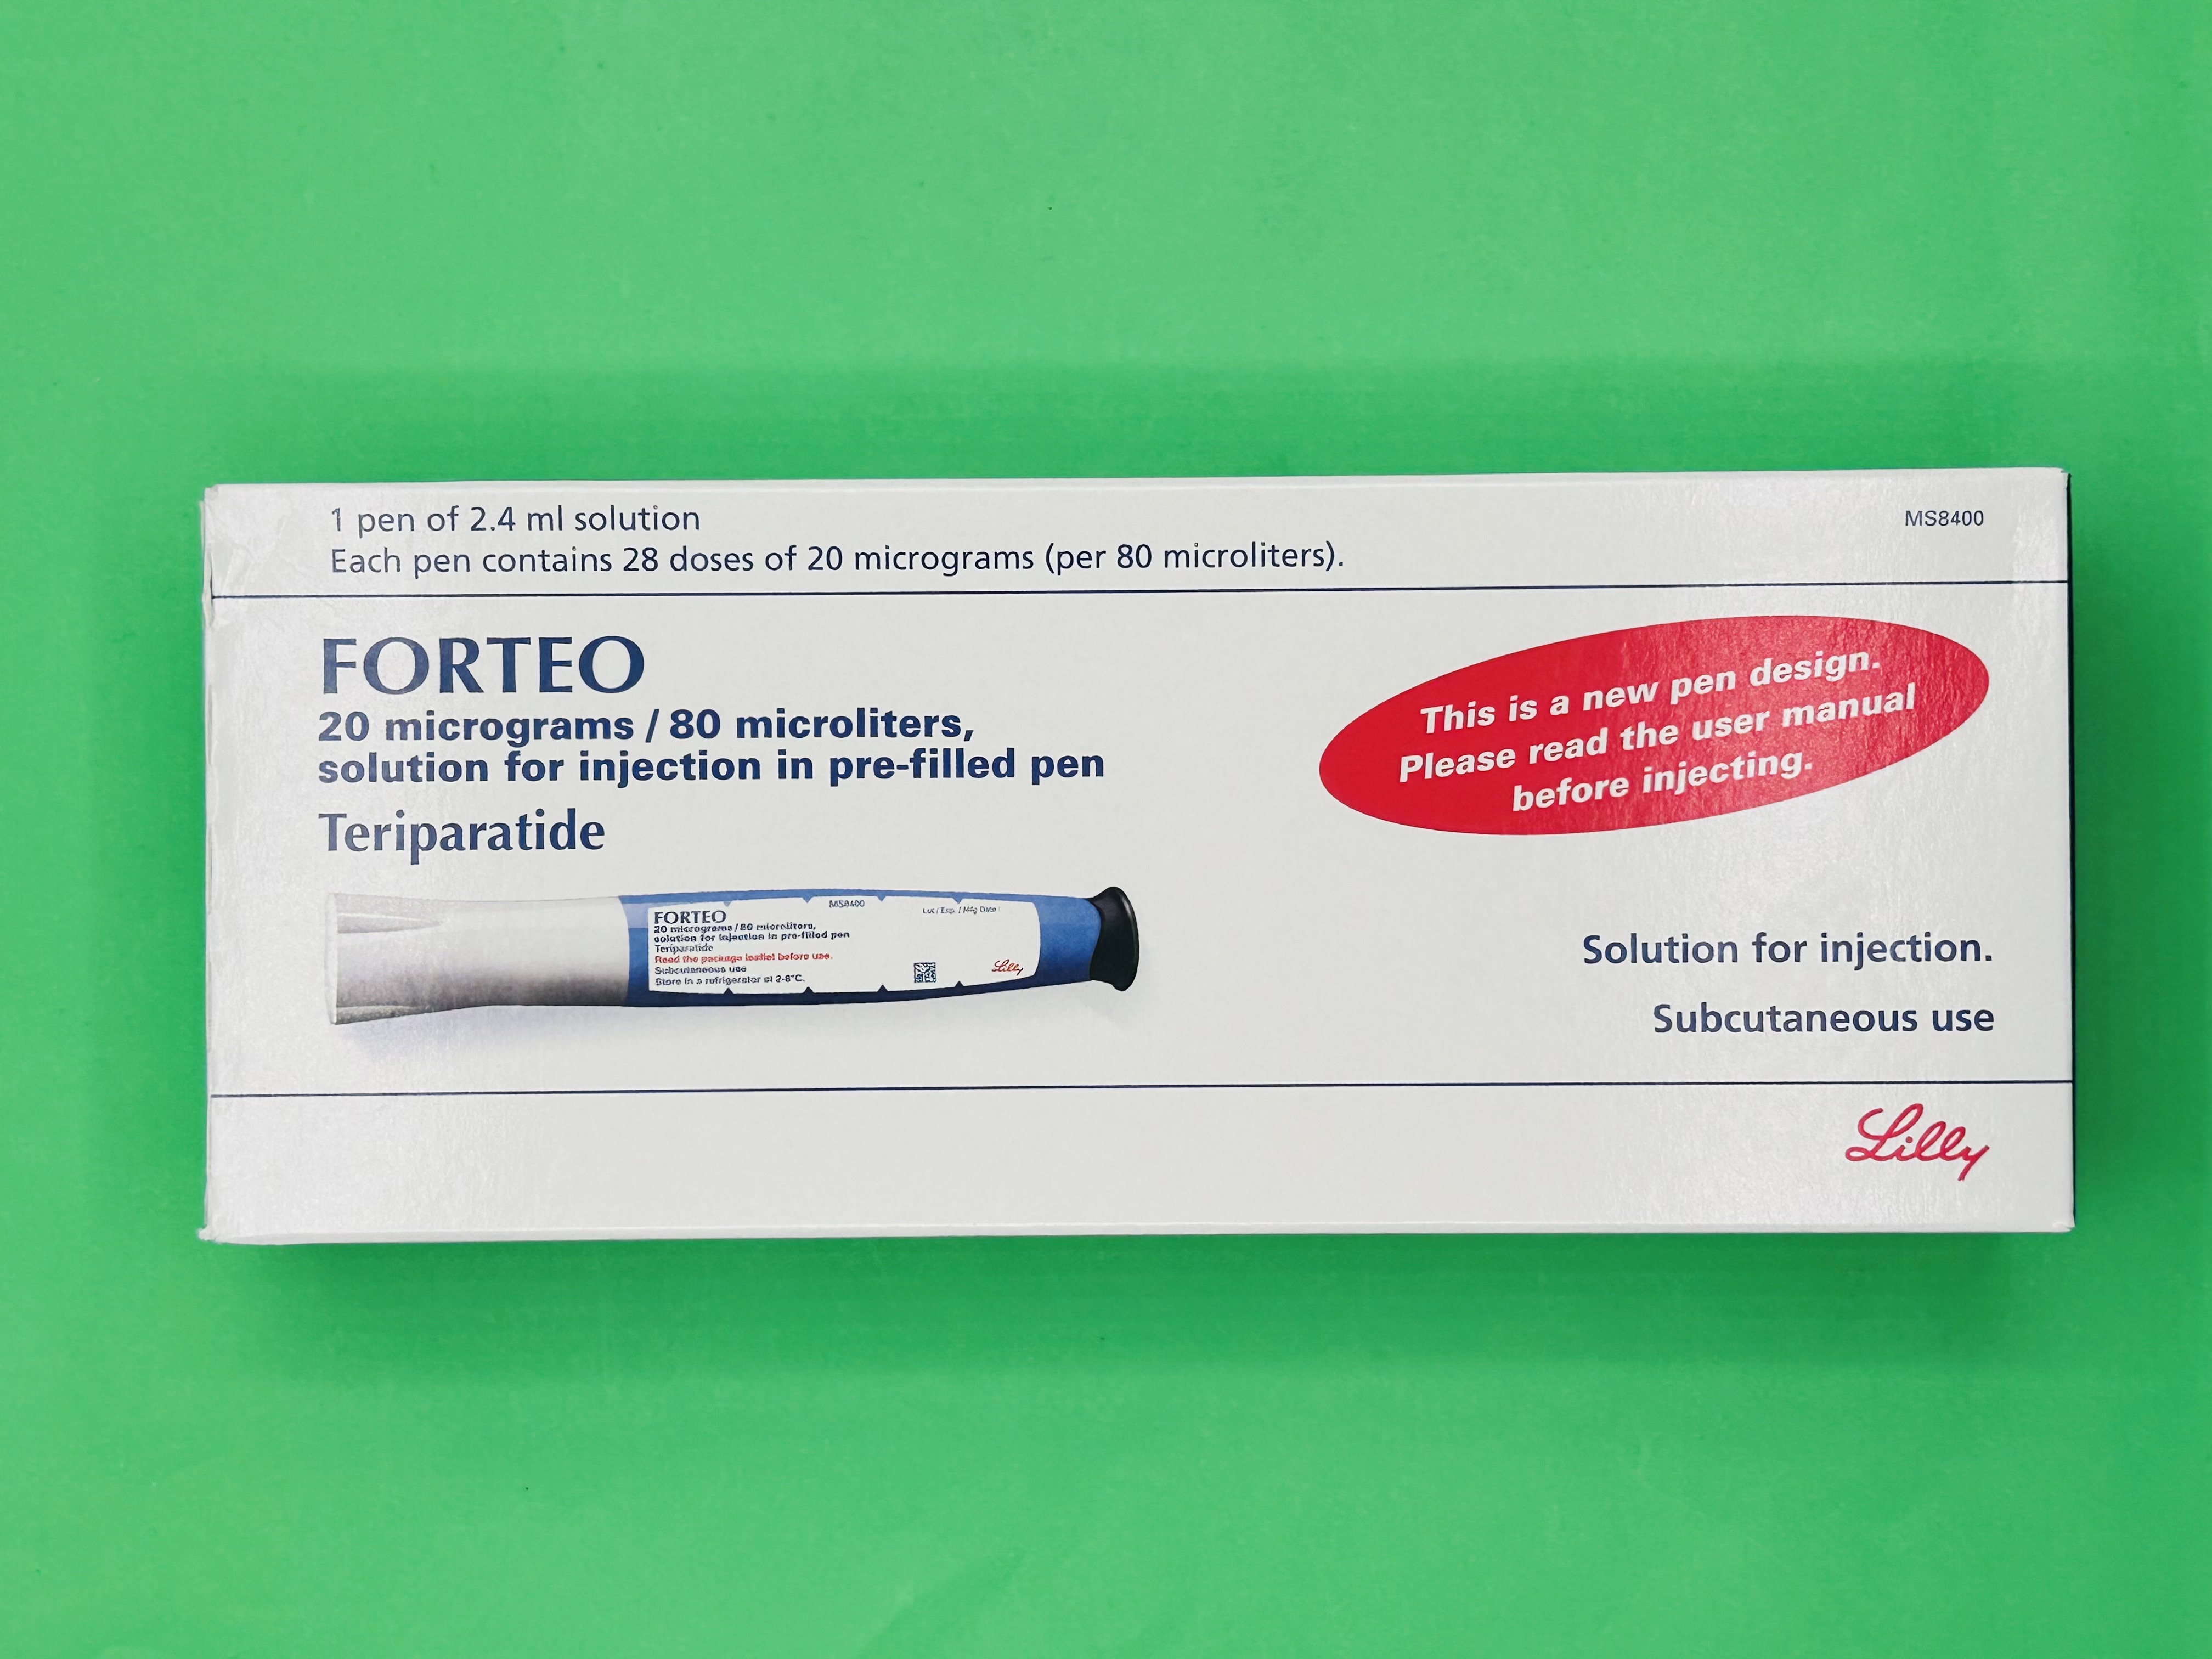 1 pen of 2.4 ml solution
MS8400
Each pen contains 28 doses of 20 micrograms (per 80 microliters).
FORTEO
20 micrograms / 80 microliters,
solution for injection in pre-filled pen
Teriparatide
This is a new pen design.
Please read the user manual
before injecting.
MS8400
Lot / Exp. / Mfg Date:
FORTEO
20 micrograms / 80 microliters,
solution for injection in pre-filled pen
Teriparatide
Read the package leaflet before use.
Subcutaneous use
Store in a refrigerator at 2-8°C.
Lilly
Solution for injection.
Subcutaneous use
Lilly